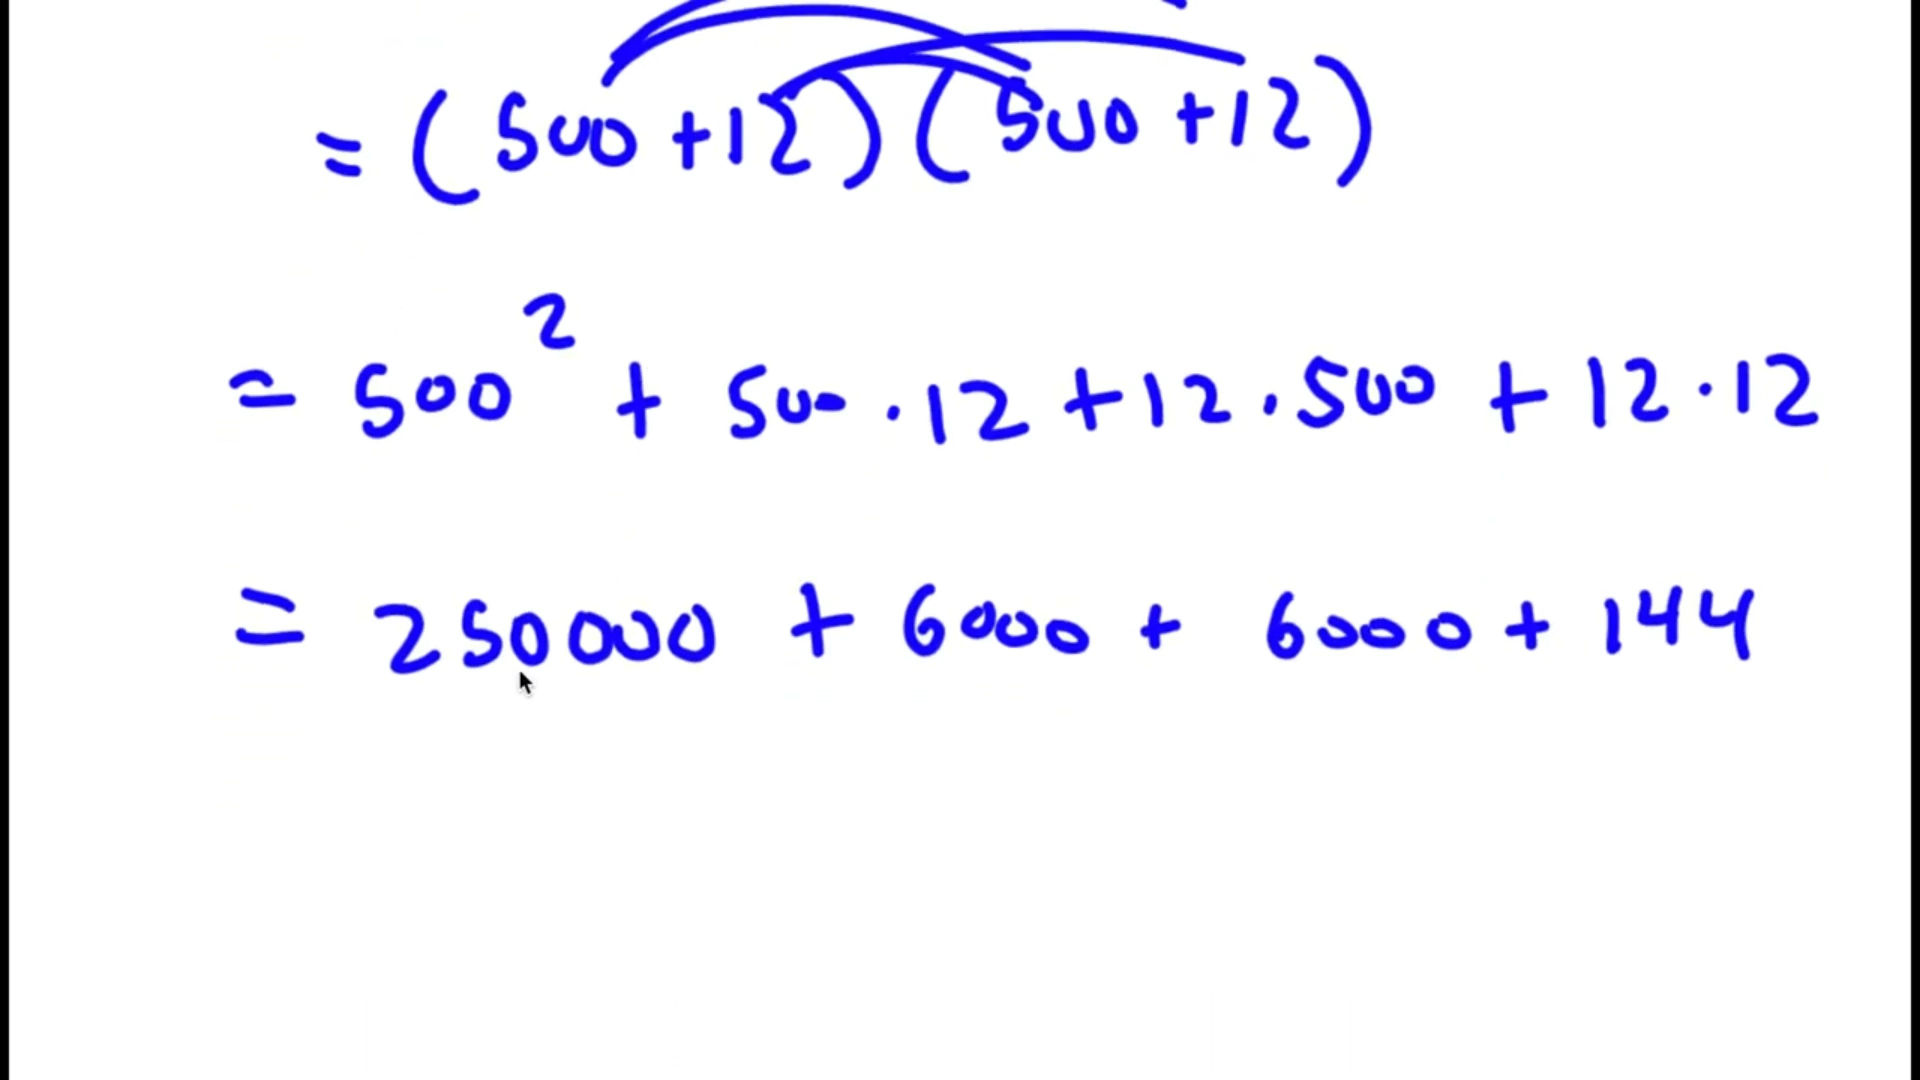 = (500 + 12)(500 + 12)
= 500² + 500 · 12 + 12 · 500 + 12 · 12
= 250000 + 6000 + 6000 + 144